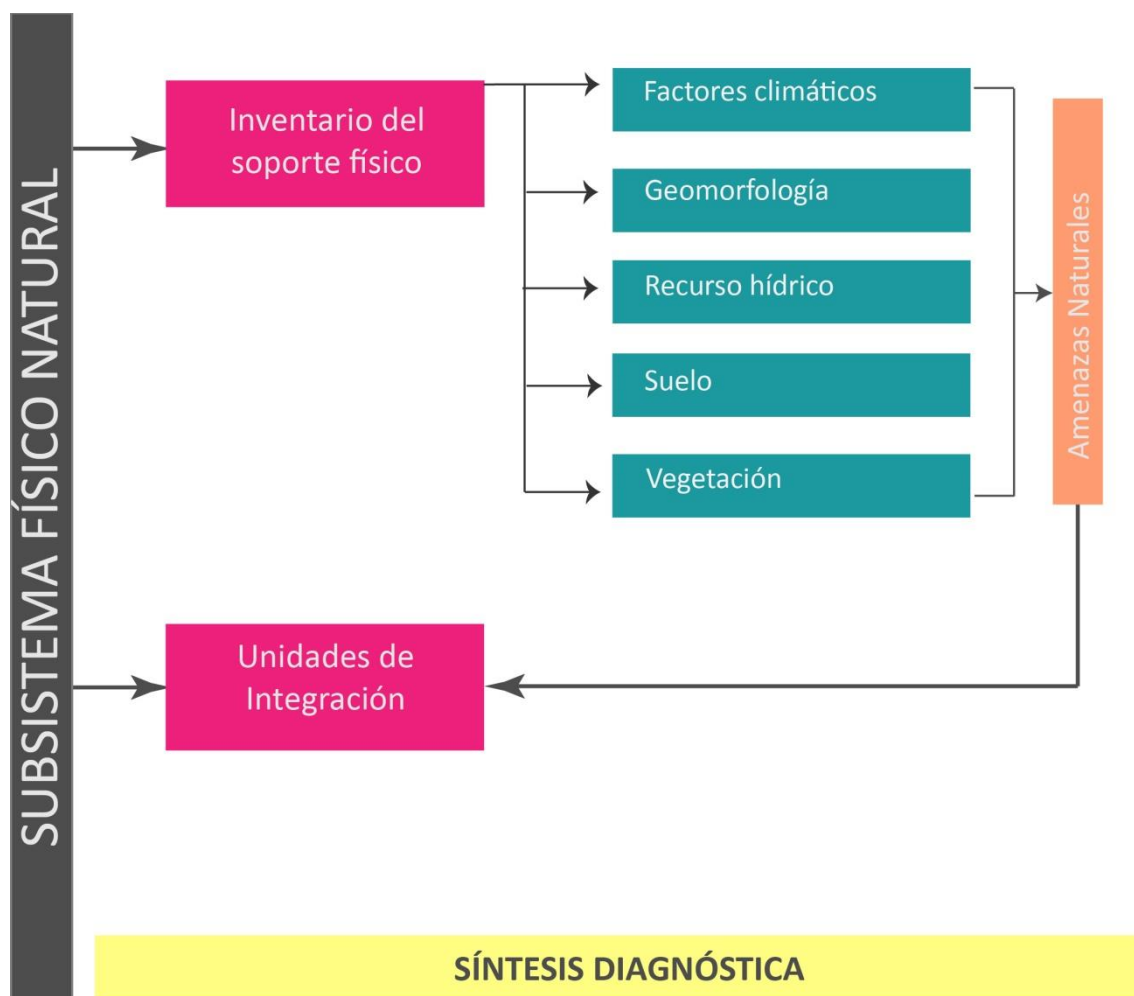 SUBSISTEMA FÍSICO NATURAL
Inventario del
soporte físico
Factores climáticos
Geomorfología
Recurso hídrico
Suelo
Vegetación
Amenazas Naturales
Unidades de
Integración
SÍNTESIS DIAGNÓSTICA